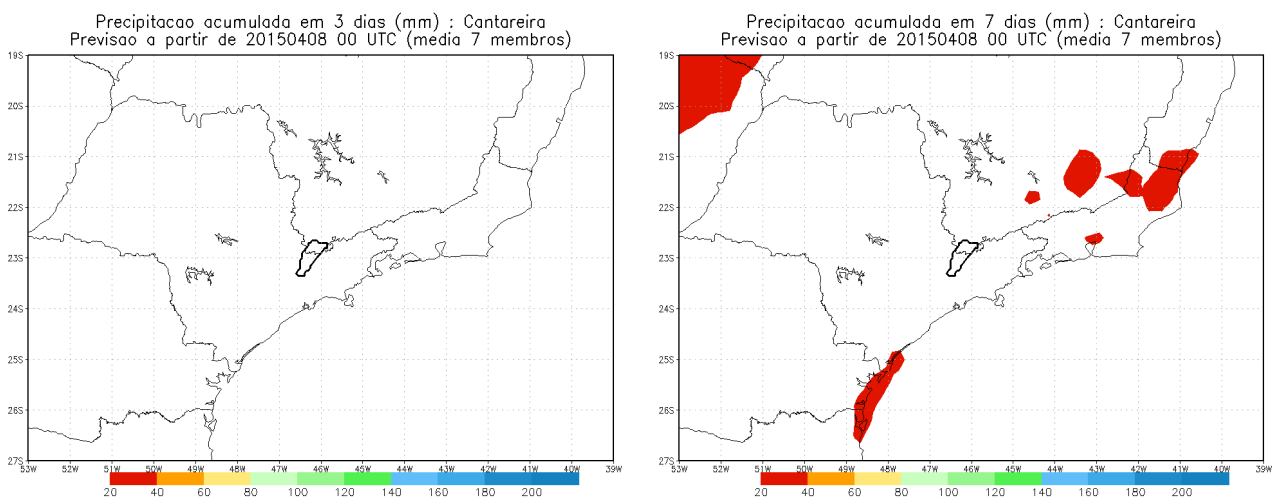 Precipitacao acumulada em 3 dias (mm) : Cantareira
Previsao a partir de 20150408 00 UTC (media 7 membros)
19S
20S
21S
22S
23S
24S
25S
26S
27S
53W 52W 51W 50W 49W 48W 47W 46W 45W 44W 43W 42W 41W 40W 39W
20 40 60 80 100 120 140 160 180 200
Precipitacao acumulada em 7 dias (mm) : Cantareira
Previsao a partir de 20150408 00 UTC (media 7 membros)
19S
20S
21S
22S
23S
24S
25S
26S
27S
53W 52W 51W 50W 49W 48W 47W 46W 45W 44W 43W 42W 41W 40W 39W
20 40 60 80 100 120 140 160 180 200